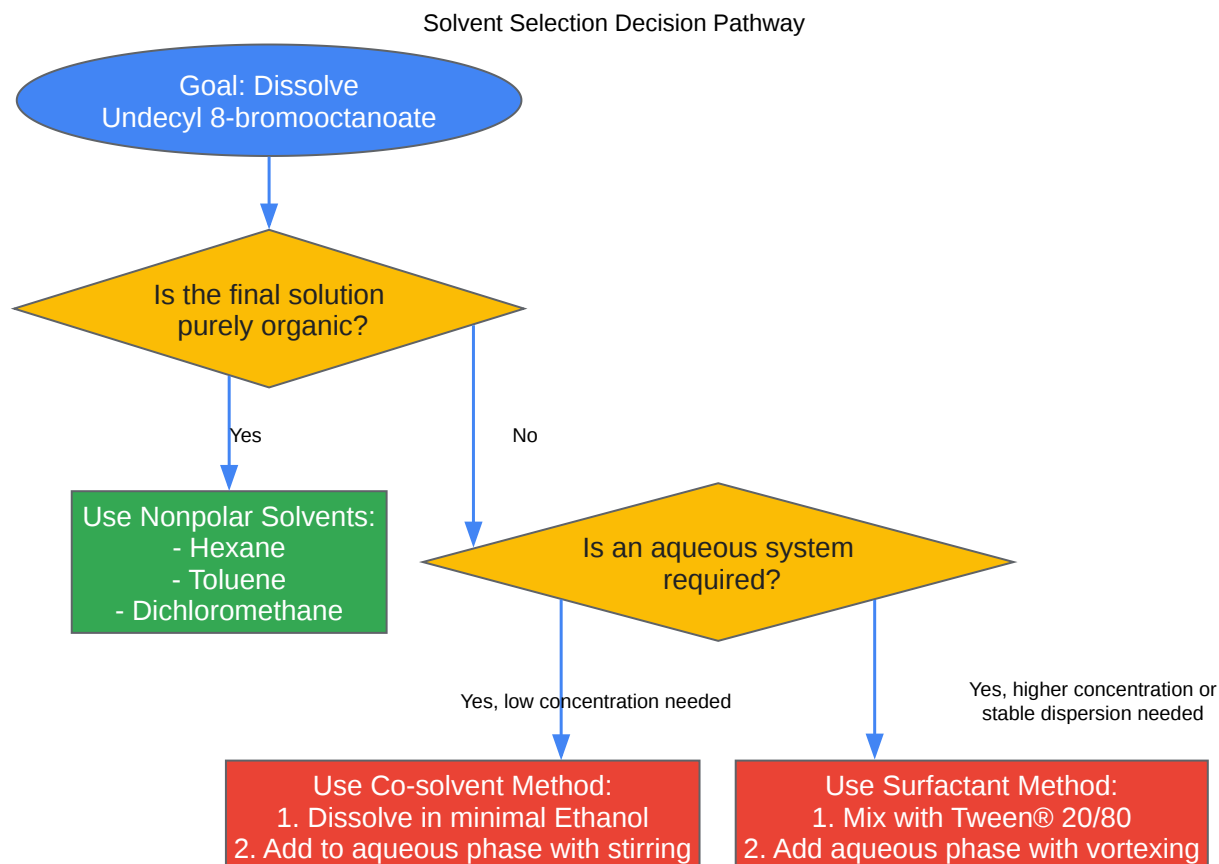 Solvent Selection Decision Pathway
Goal: Dissolve
Undecyl 8-bromooctanoate
Is the final solution
purely organic?
Yes
No
Use Nonpolar Solvents:
- Hexane
- Toluene
- Dichloromethane
Is an aqueous system
required?
Yes, low concentration needed
Yes, higher concentration or
stable dispersion needed
Use Co-solvent Method:
1. Dissolve in minimal Ethanol
2. Add to aqueous phase with stirring
Use Surfactant Method:
1. Mix with Tween® 20/80
2. Add aqueous phase with vortexing